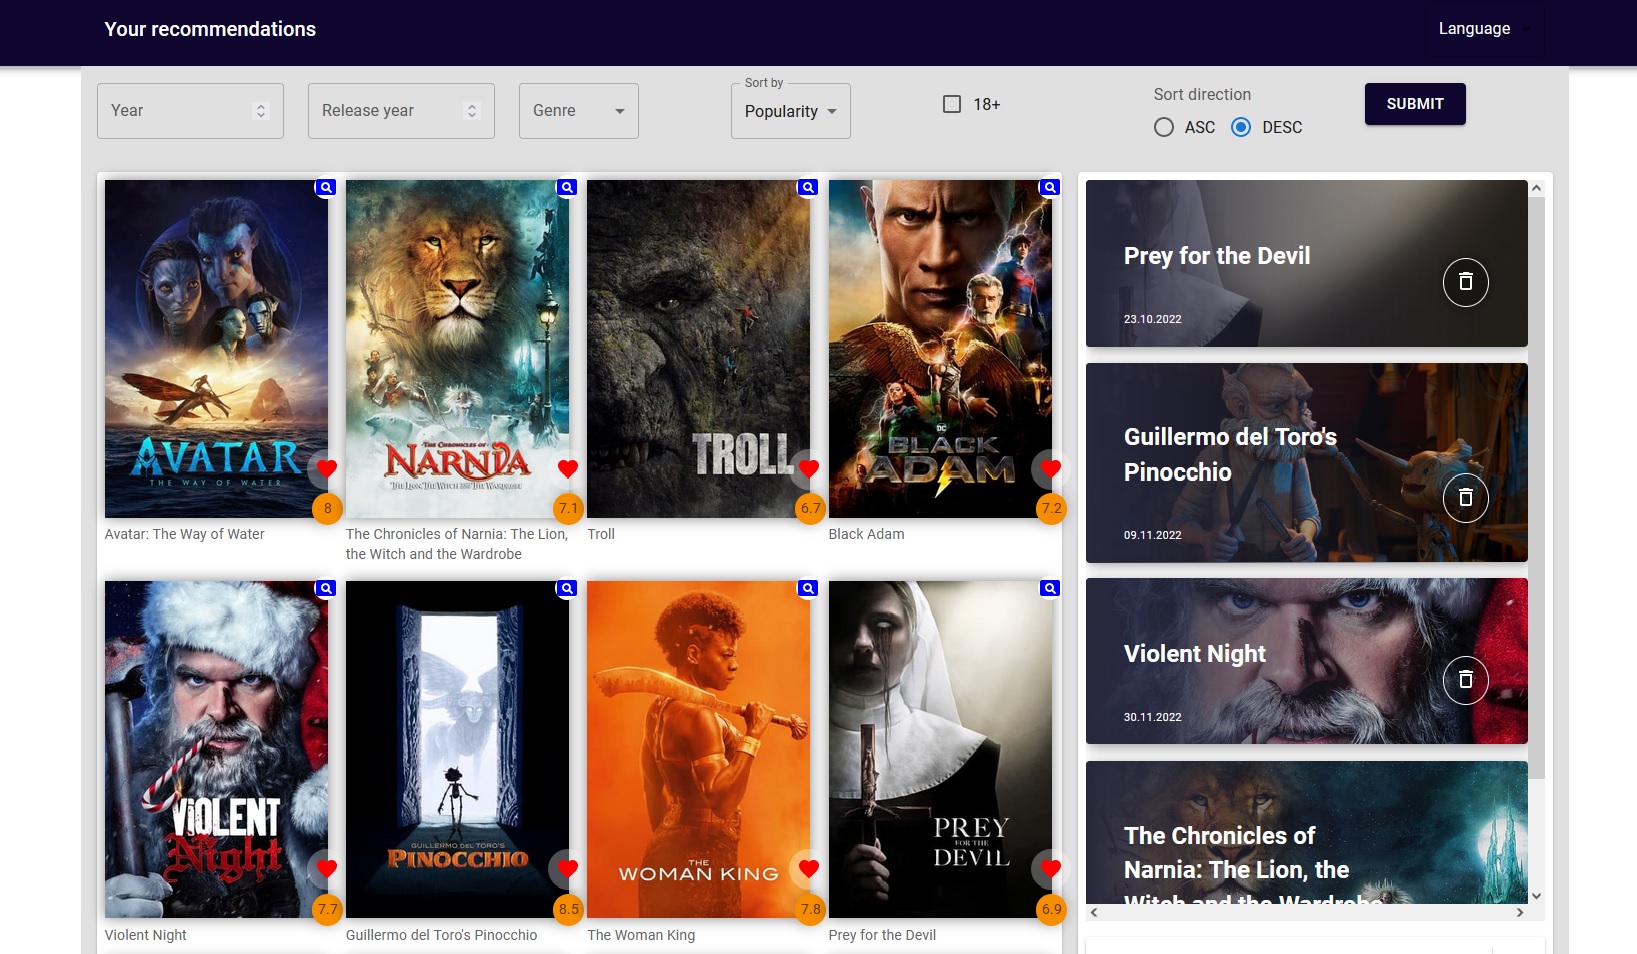 Your recommendations
Language
Year
Release year
Genre
Sort by
Popularity
18+
Sort direction
ASC
DESC
SUBMIT
AVATAR
THE WAY OF WATER
8
Avatar: The Way of Water
THE CHRONICLES OF
NARNIA
THE LION, THE WITCH AND THE WARDROBE
7.1
The Chronicles of Narnia: The Lion,
the Witch and the Wardrobe
TROLL
6.7
Troll
DC
BLACK
ADAM
7.2
Black Adam
VIOLENT
Night
7.7
Violent Night
GUILLERMO DEL TORO'S
PINOCCHIO
8.5
Guillermo del Toro's Pinocchio
THE
WOMAN KING
7.8
The Woman King
PREY
FOR THE
DEVIL
6.9
Prey for the Devil
Prey for the Devil
23.10.2022
Guillermo del Toro's
Pinocchio
09.11.2022
Violent Night
30.11.2022
The Chronicles of
Narnia: The Lion, the
Witch and the Wardrobe